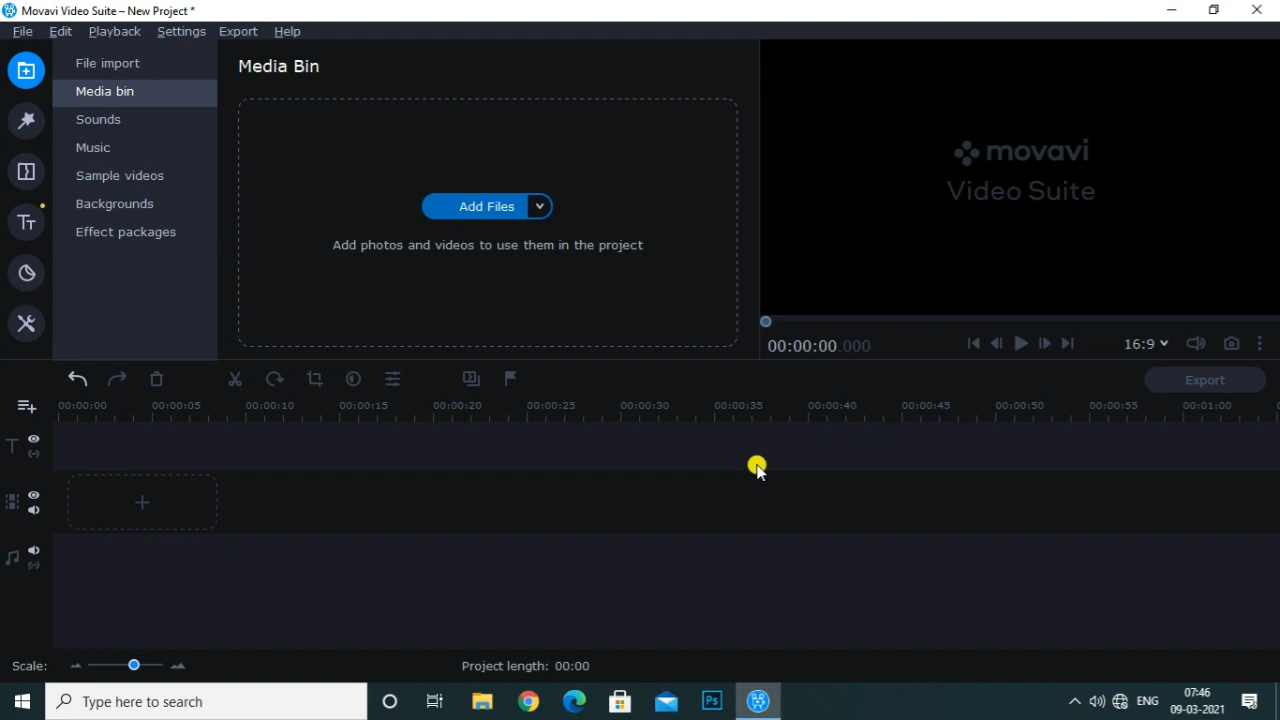 Movavi Video Suite – New Project *
File Edit Playback Settings Export Help
File import
Media bin
Sounds
Music
Sample videos
Backgrounds
Effect packages
Media Bin
Add Files
Add photos and videos to use them in the project
movavi
Video Suite
00:00:00.000
16:9
Export
00:00:00 00:00:05 00:00:10 00:00:15 00:00:20 00:00:25 00:00:30 00:00:35 00:00:40 00:00:45 00:00:50 00:00:55 00:01:00
Scale:
Project length: 00:00
Type here to search
Ps
ENG
07:46
09-03-2021